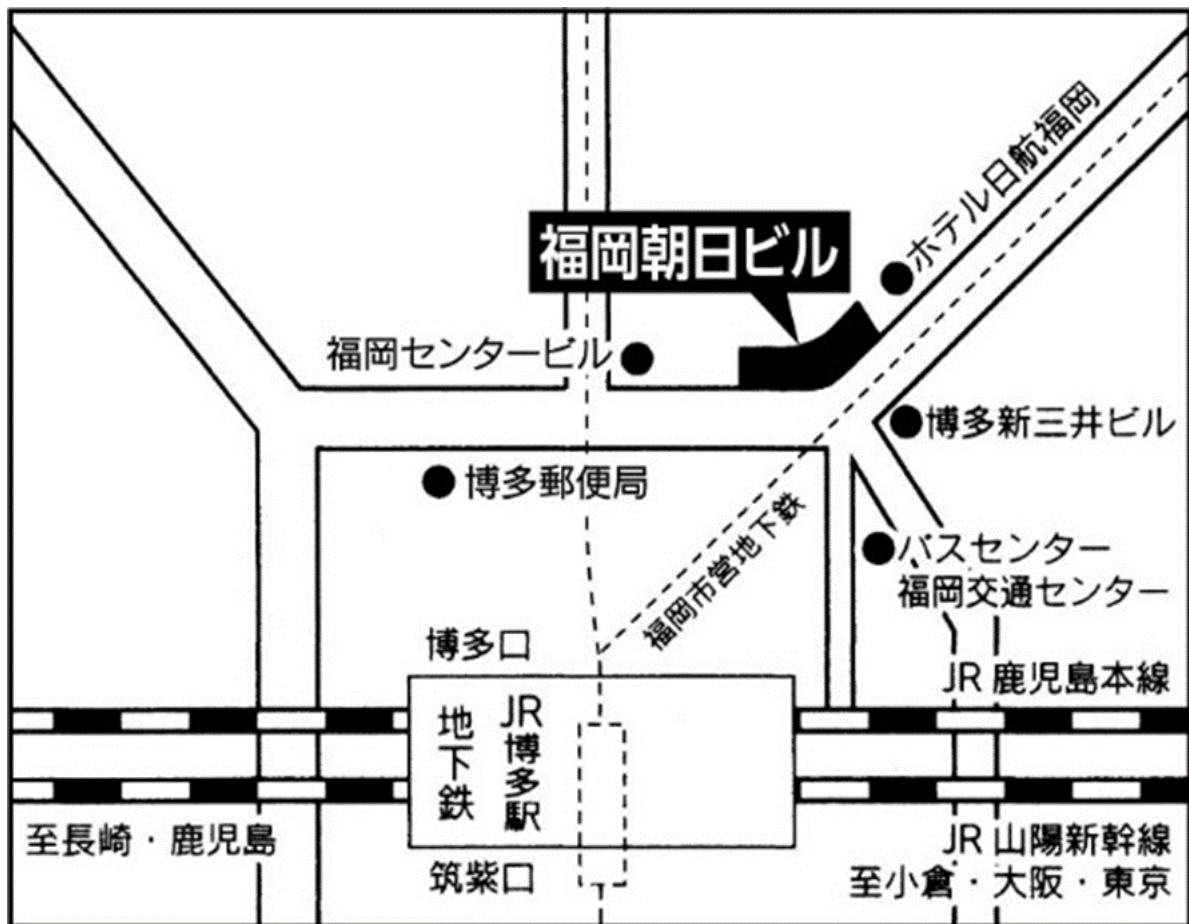 ホテル日航福岡
福岡朝日ビル
福岡センタービル
博多新三井ビル
博多郵便局
バスセンター
福岡交通センター
福岡市営地下鉄
博多口
JR 鹿児島本線
地下鉄
JR博多駅
至長崎・鹿児島
JR 山陽新幹線
筑紫口
至小倉・大阪・東京